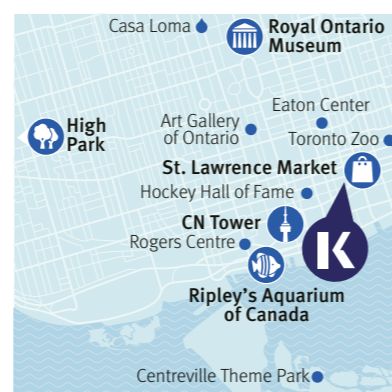 Casa Loma
Royal Ontario
Museum
High
Park
Art Gallery
of Ontario
Eaton Center
Toronto Zoo
St. Lawrence Market
Hockey Hall of Fame
CN Tower
Rogers Centre
K
Ripley's Aquarium
of Canada
Centreville Theme Park